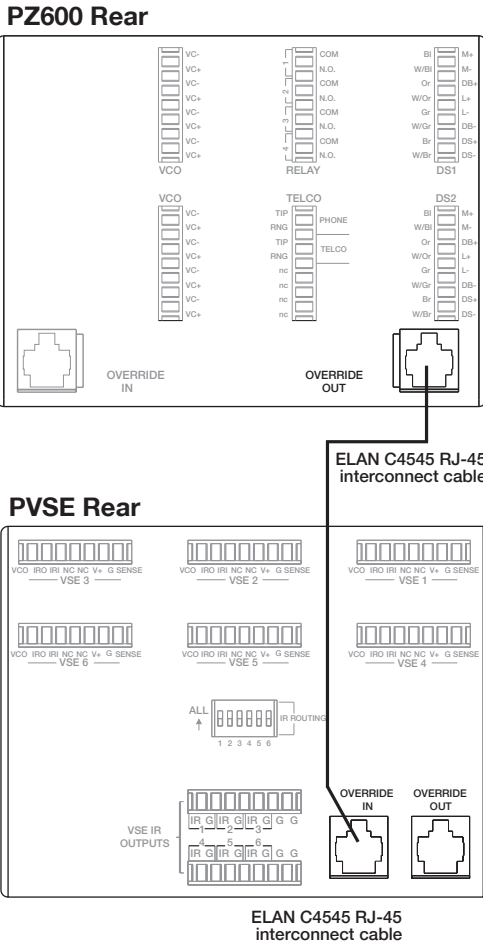 PZ600 Rear
VC-
VC+
VC-
VC+
VC-
VC+
VC-
VC+
VCO
1
2
3
4
COM
N.O.
COM
N.O.
COM
N.O.
COM
N.O.
RELAY
Bl M+
W/Bl M-
Or DB+
W/Or L+
Gr L-
W/Gr DB-
Br DS+
W/Br DS-
DS1
VCO
VC-
VC+
VC-
VC+
VC-
VC+
VC-
VC+
TELCO
TIP
RNG
TIP
RNG
nc
nc
nc
nc
PHONE
TELCO
DS2
Bl M+
W/Bl M-
Or DB+
W/Or L+
Gr L-
W/Gr DB-
Br DS+
W/Br DS-
OVERRIDE
IN
OVERRIDE
OUT
ELAN C4545 RJ-45
interconnect cable
PVSE Rear
VCO IRO IRI NC NC V+ G SENSE
VSE 3
VCO IRO IRI NC NC V+ G SENSE
VSE 2
VCO IRO IRI NC NC V+ G SENSE
VSE 1
VCO IRO IRI NC NC V+ G SENSE
VSE 6
VCO IRO IRI NC NC V+ G SENSE
VSE 5
VCO IRO IRI NC NC V+ G SENSE
VSE 4
ALL
IR ROUTING
1 2 3 4 5 6
VSE IR
OUTPUTS
IR G IR G IR G G G
1 2 3
4 5 6
IR G IR G IR G G G
OVERRIDE
IN
OVERRIDE
OUT
ELAN C4545 RJ-45
interconnect cable